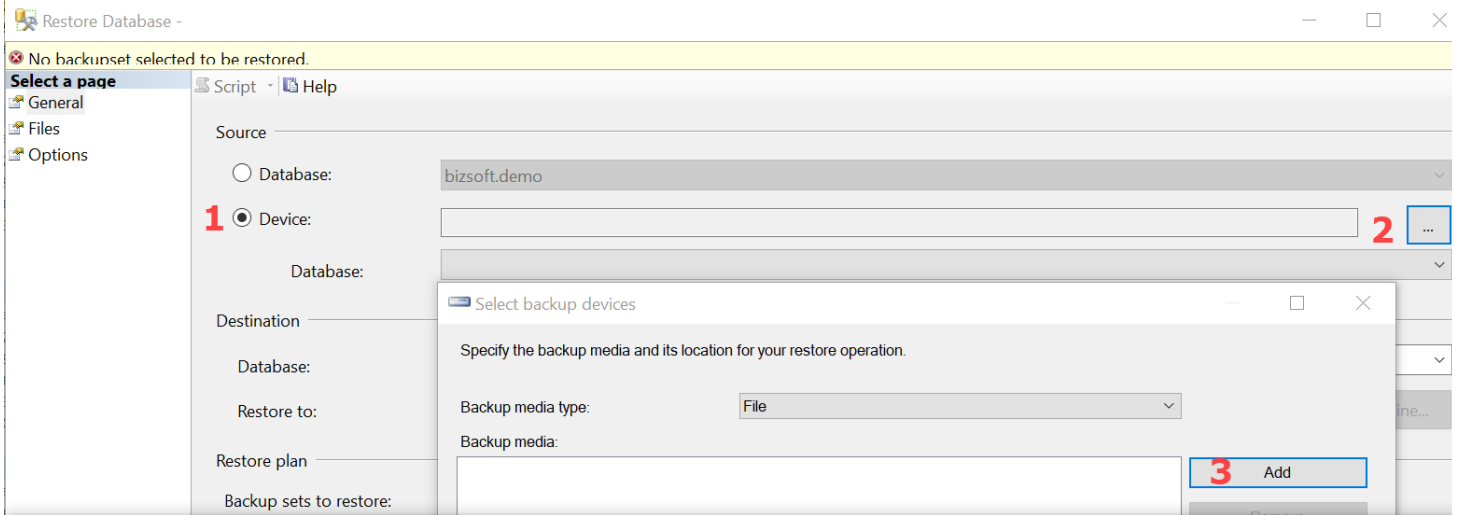 Restore Database -
No backupset selected to be restored.
Select a page
General
Files
Options
Script Help
Source
Database: bizsoft.demo
1 Device: 2 ...
Database:
Select backup devices
Destination
Specify the backup media and its location for your restore operation.
Database:
Backup media type: File
Restore to:
Backup media:
Restore plan
3 Add
Backup sets to restore: